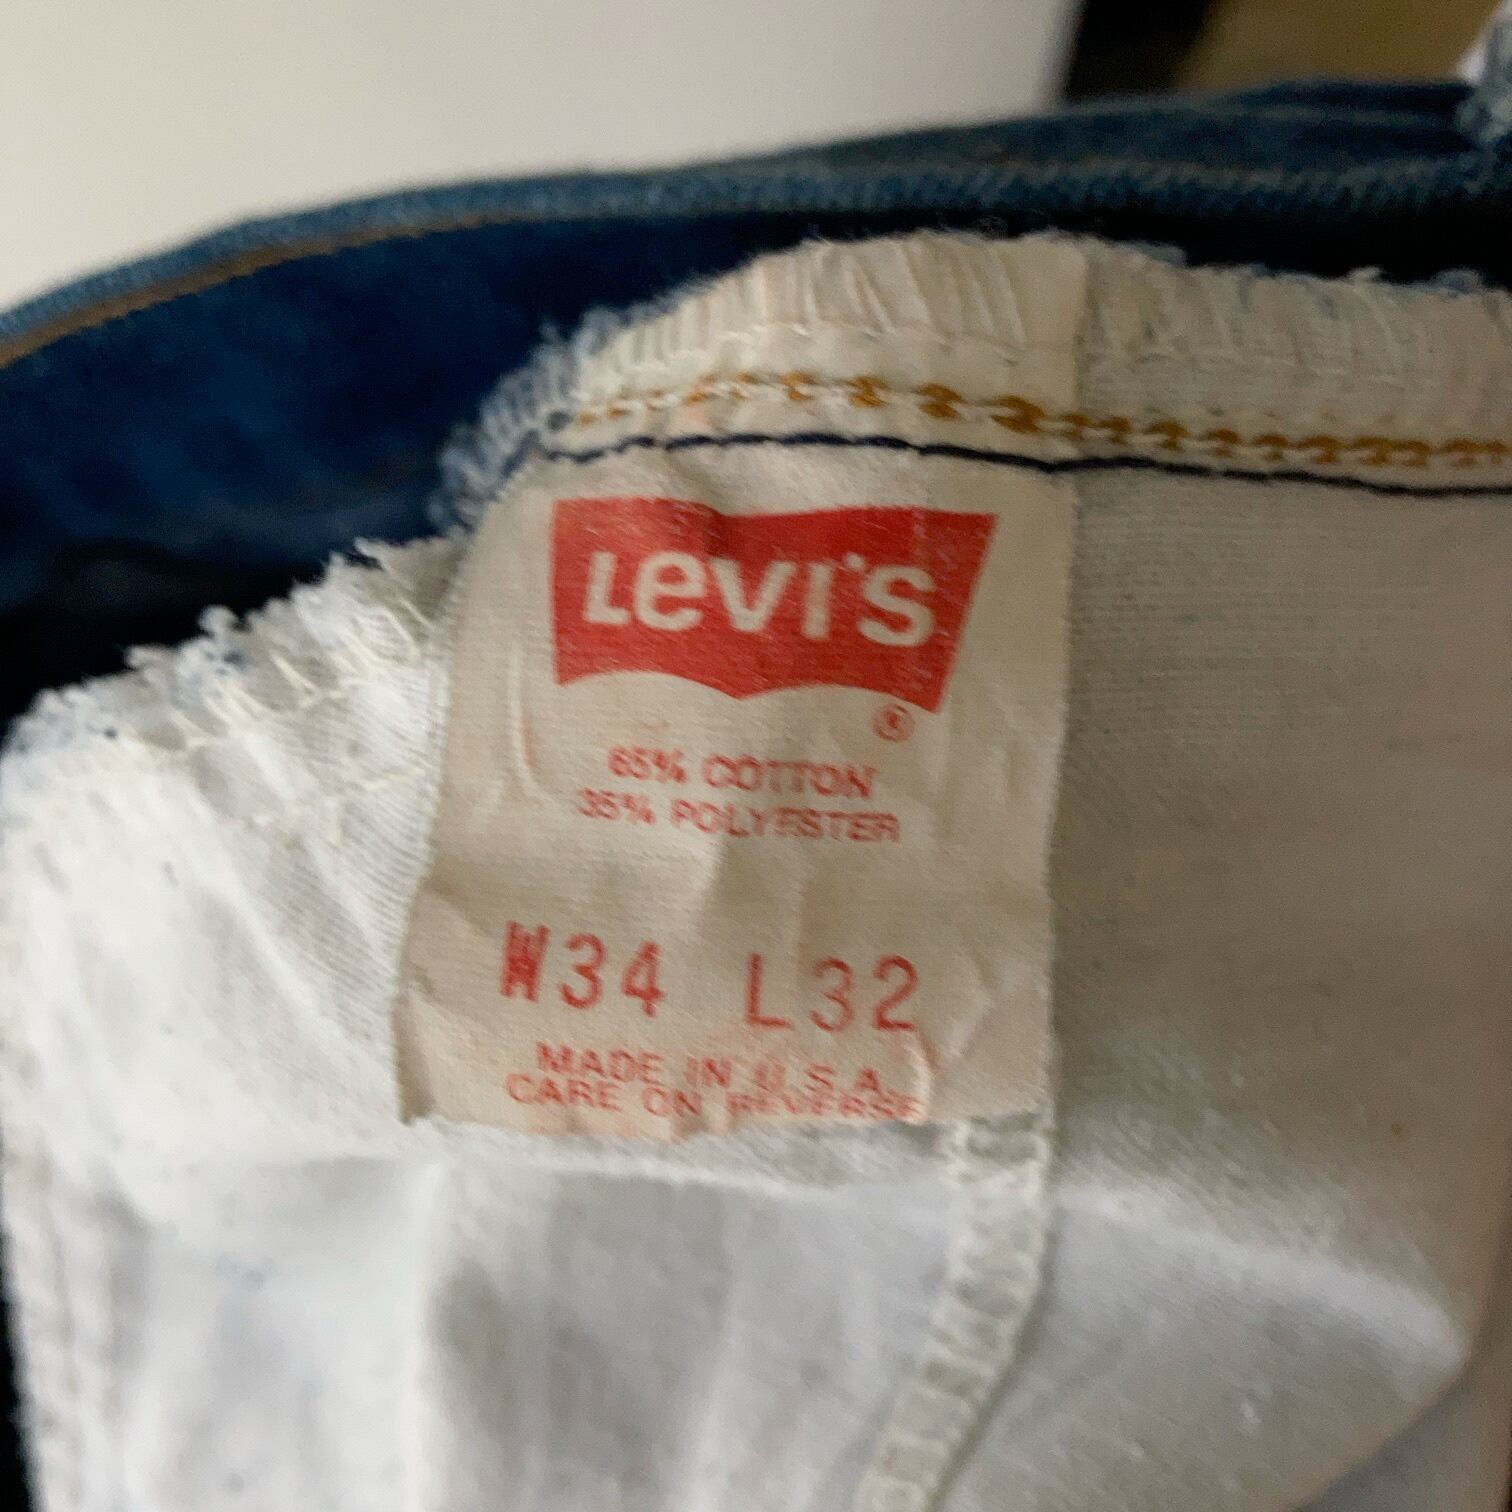 Levi's
®
65% COTTON
35% POLYESTER
W34 L32
MADE IN U.S.A.
CARE ON REVERSE